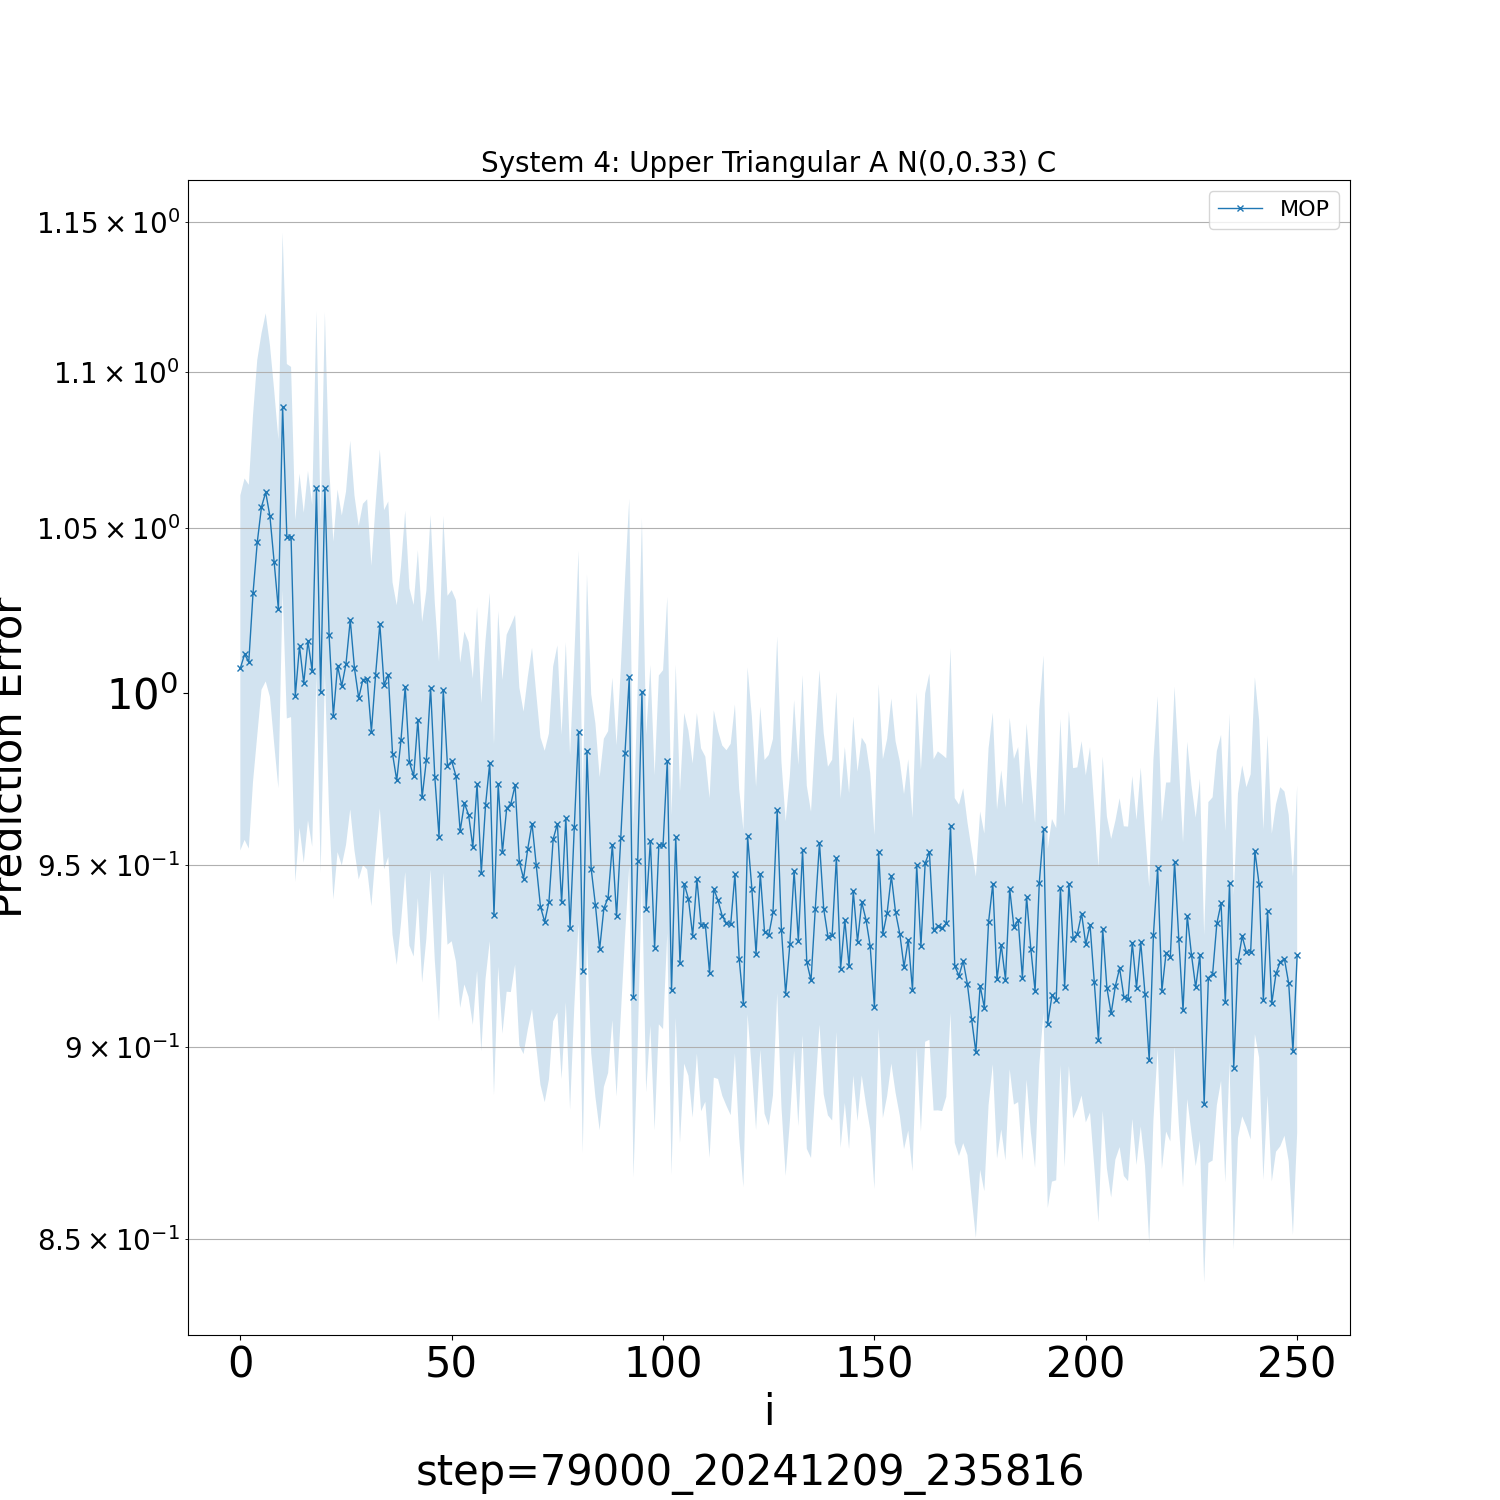 System 4: Upper Triangular A N(0,0.33) C
MOP
1.15 × 10⁰
1.1 × 10⁰
1.05 × 10⁰
10⁰
9.5 × 10⁻¹
9 × 10⁻¹
8.5 × 10⁻¹
Prediction Error
0 50 100 150 200 250
i
step=79000_20241209_235816